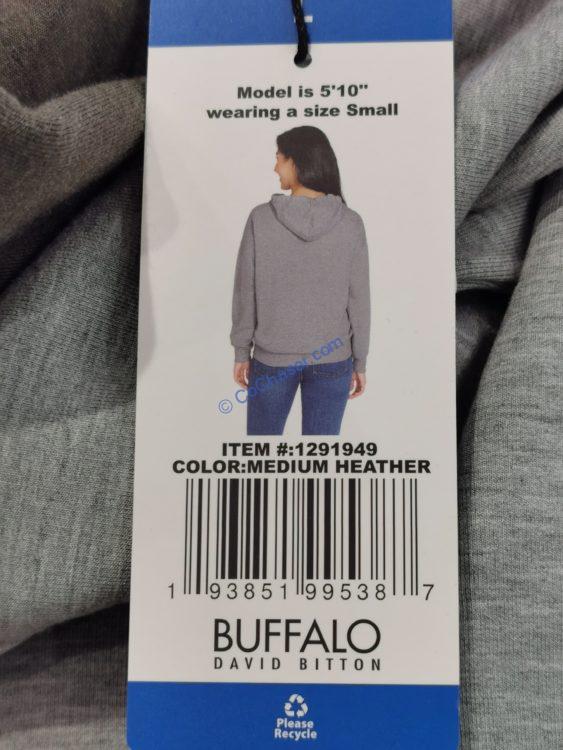 Model is 5'10"
wearing a size Small
© CoChaser.com
ITEM #:1291949
COLOR:MEDIUM HEATHER
1 93851 99538 7
BUFFALO
DAVID BITTON
Please
Recycle